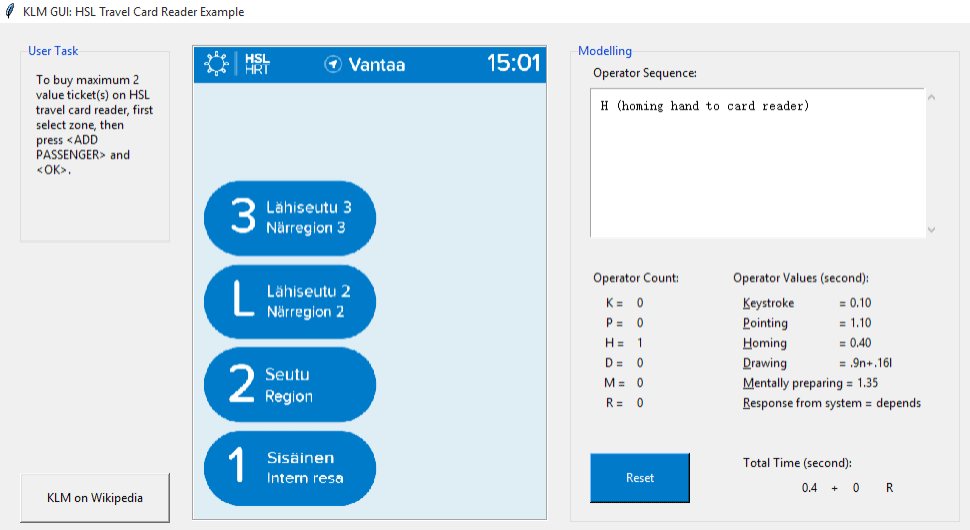 KLM GUI: HSL Travel Card Reader Example
User Task
To buy maximum 2
value ticket(s) on HSL
travel card reader, first
select zone, then
press <ADD
PASSENGER> and
<OK>.
KLM on Wikipedia
HSL
HRT
Vantaa
15:01
3
Lähiseutu 3
Närregion 3
L
Lähiseutu 2
Närregion 2
2
Seutu
Region
1
Sisäinen
Intern resa
Modelling
Operator Sequence:
H (homing hand to card reader)
Operator Count:
K = 0
P = 0
H = 1
D = 0
M = 0
R = 0
Operator Values (second):
Keystroke = 0.10
Pointing = 1.10
Homing = 0.40
Drawing = .9n+.16l
Mentally preparing = 1.35
Response from system = depends
Reset
Total Time (second):
0.4 + 0 R